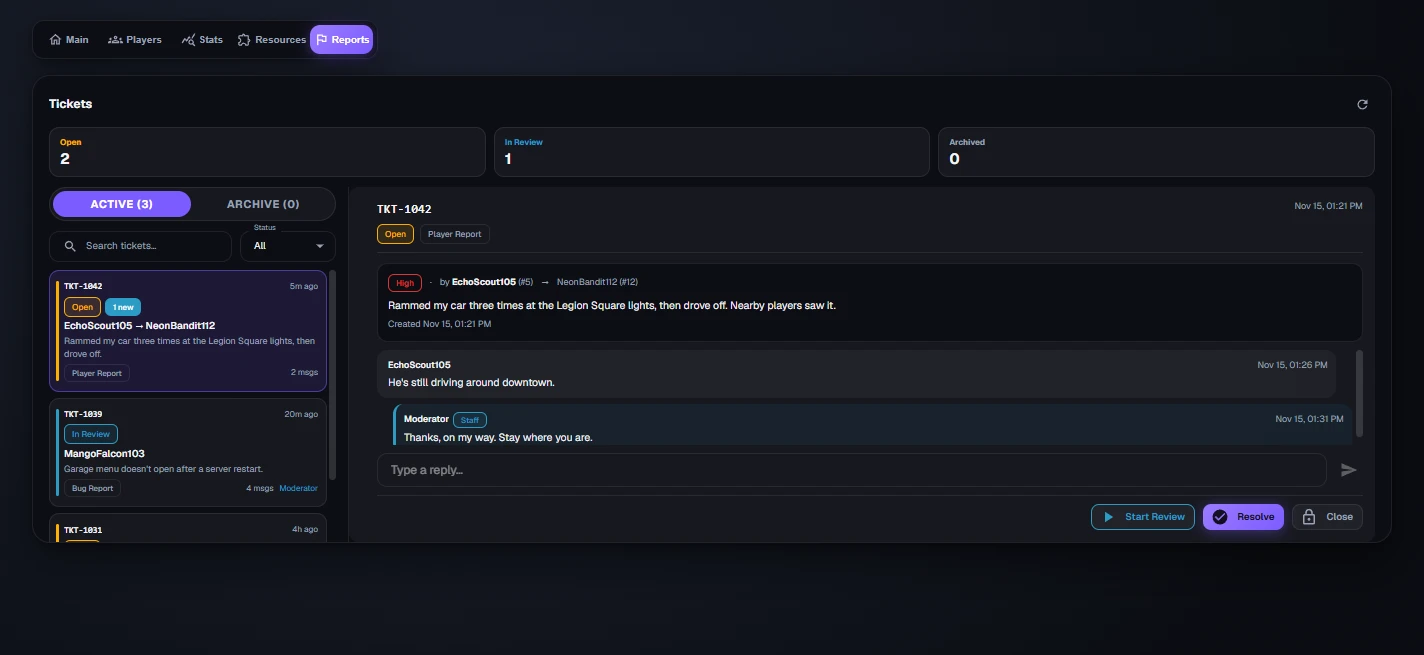 Main Players Stats Resources Reports
Tickets
Open
2
In Review
1
Archived
0
ACTIVE (3) ARCHIVE (0)
Search tickets...
Status
All
TKT-1042 5m ago
Open 1 new
EchoScout105 → NeonBandit112
Rammed my car three times at the Legion Square lights, then
drove off.
Player Report 2 msgs
TKT-1039 20m ago
In Review
MangoFalcon103
Garage menu doesn't open after a server restart.
Bug Report 4 msgs Moderator
TKT-1031 4h ago
TKT-1042 Nov 15, 01:21 PM
Open Player Report
High · by EchoScout105 (#5) → NeonBandit112 (#12)
Rammed my car three times at the Legion Square lights, then drove off. Nearby players saw it.
Created Nov 15, 01:21 PM
EchoScout105 Nov 15, 01:26 PM
He's still driving around downtown.
Moderator Staff Nov 15, 01:31 PM
Thanks, on my way. Stay where you are.
Type a reply...
Start Review Resolve Close